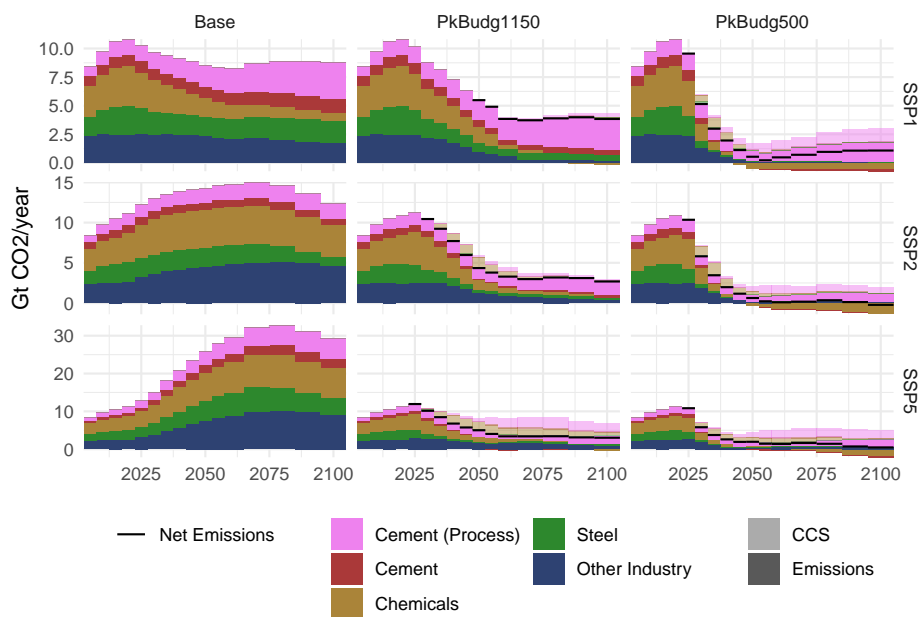 Base PkBudg1150 PkBudg500
10.0
7.5
5.0
2.5
0.0
SSP1
15
10
5
0
SSP2
30
20
10
0
SSP5
Gt CO2/year
2025 2050 2075 2100 2025 2050 2075 2100 2025 2050 2075 2100
Net Emissions Cement (Process) Steel CCS
Cement Other Industry Emissions
Chemicals